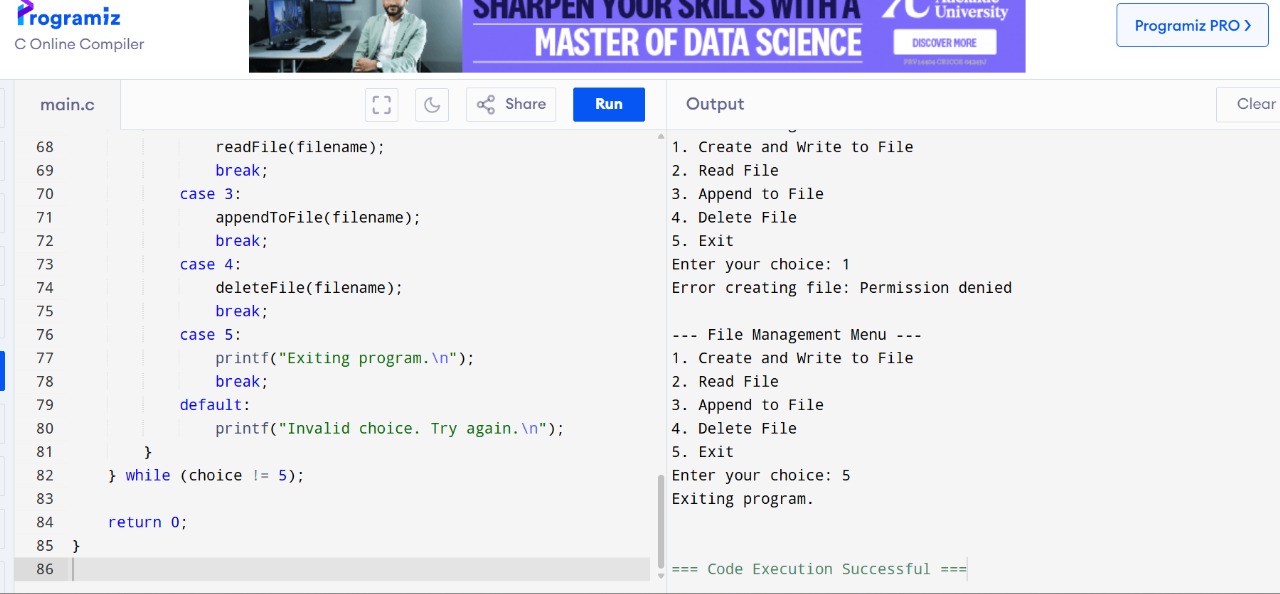 Programiz
C Online Compiler
SHARPEN YOUR SKILLS WITH A
MASTER OF DATA SCIENCE
Adelaide
University
DISCOVER MORE
Programiz PRO >
main.c
Share
Run
Output
Clear
68 readFile(filename);
69 break;
70 case 3:
71 appendToFile(filename);
72 break;
73 case 4:
74 deleteFile(filename);
75 break;
76 case 5:
77 printf("Exiting program.\n");
78 break;
79 default:
80 printf("Invalid choice. Try again.\n");
81 }
82 } while (choice != 5);
83
84 return 0;
85 }
86
1. Create and Write to File
2. Read File
3. Append to File
4. Delete File
5. Exit
Enter your choice: 1
Error creating file: Permission denied
--- File Management Menu ---
1. Create and Write to File
2. Read File
3. Append to File
4. Delete File
5. Exit
Enter your choice: 5
Exiting program.
=== Code Execution Successful ===